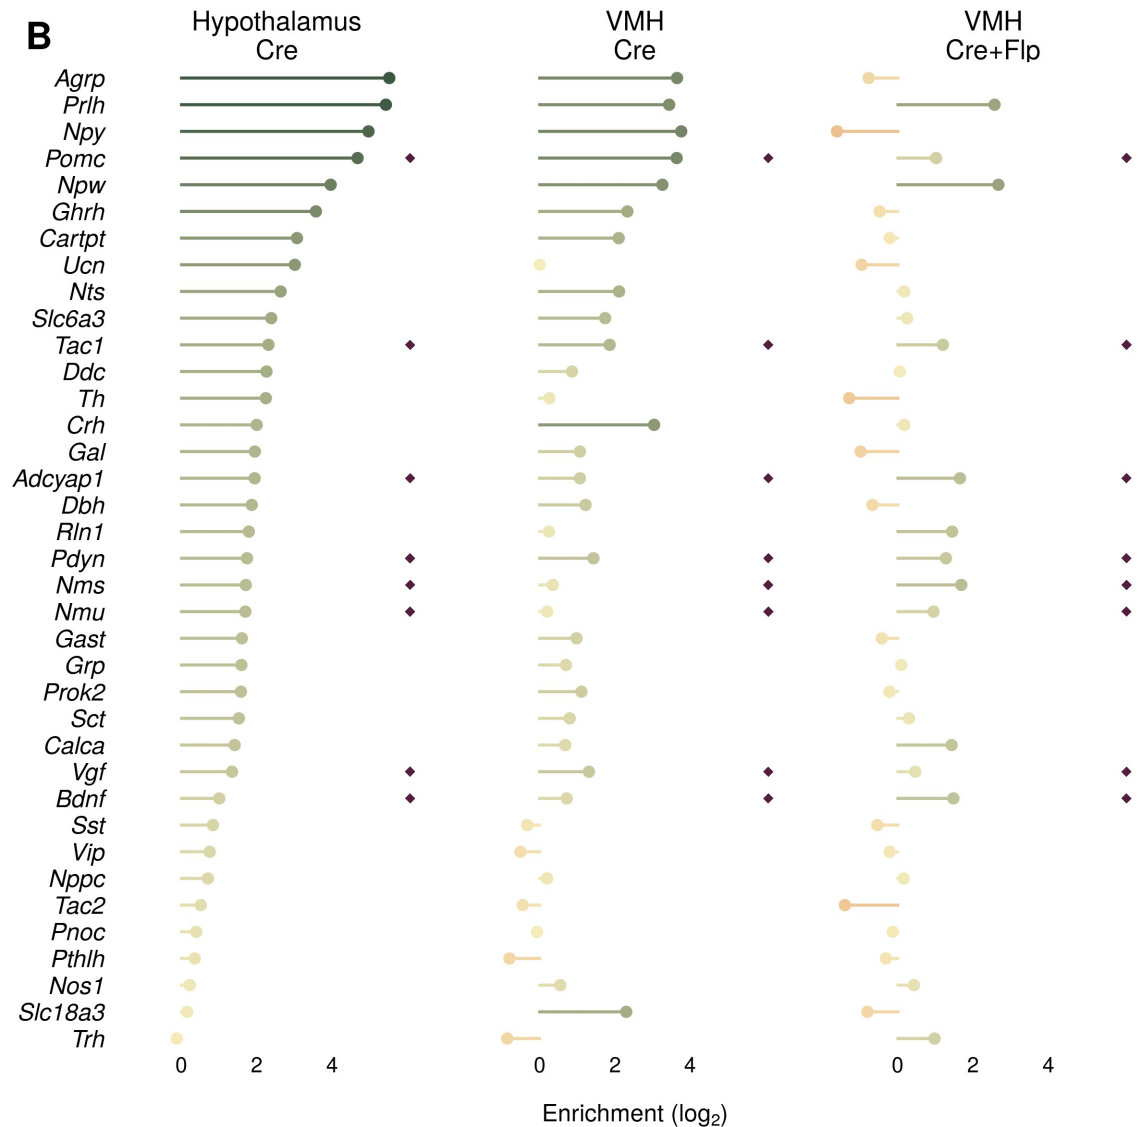 B
Hypothalamus
Cre
VMH
Cre
VMH
Cre+Flp
Agrp
Prlh
Npy
Pomc
Npw
Ghrh
Cartpt
Ucn
Nts
Slc6a3
Tac1
Ddc
Th
Crh
Gal
Adcyap1
Dbh
Rln1
Pdyn
Nms
Nmu
Gast
Grp
Prok2
Sct
Calca
Vgf
Bdnf
Sst
Vip
Nppc
Tac2
Pnoc
Pthlh
Nos1
Slc18a3
Trh
0 2 4 0 2 4 0 2 4
Enrichment (log₂)